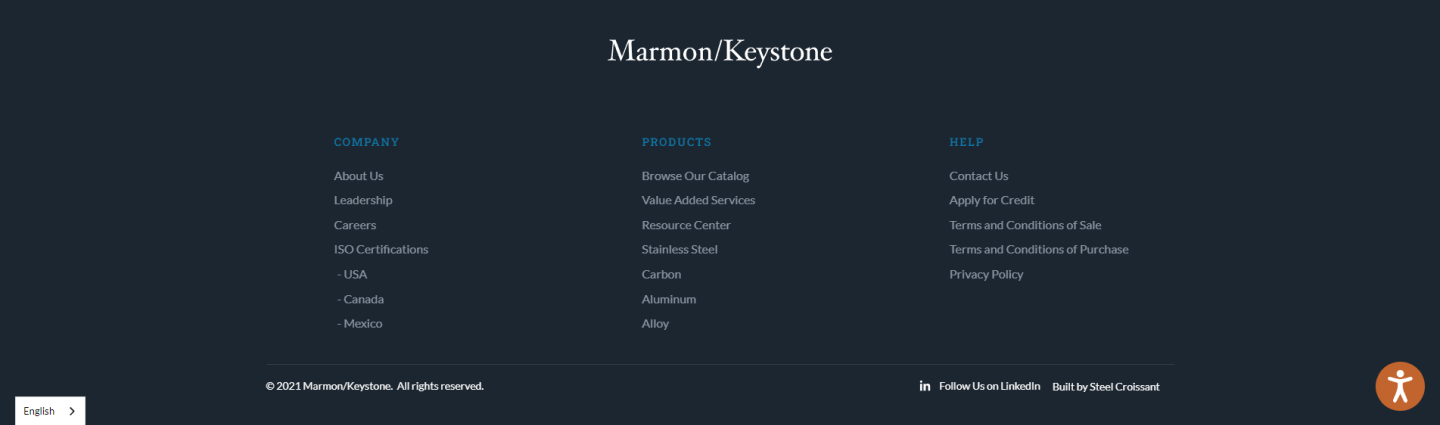 Marmon/Keystone
COMPANY
About Us
Leadership
Careers
ISO Certifications
- USA
- Canada
- Mexico
PRODUCTS
Browse Our Catalog
Value Added Services
Resource Center
Stainless Steel
Carbon
Aluminum
Alloy
HELP
Contact Us
Apply for Credit
Terms and Conditions of Sale
Terms and Conditions of Purchase
Privacy Policy
© 2021 Marmon/Keystone. All rights reserved.
in Follow Us on LinkedIn Built by Steel Croissant
English